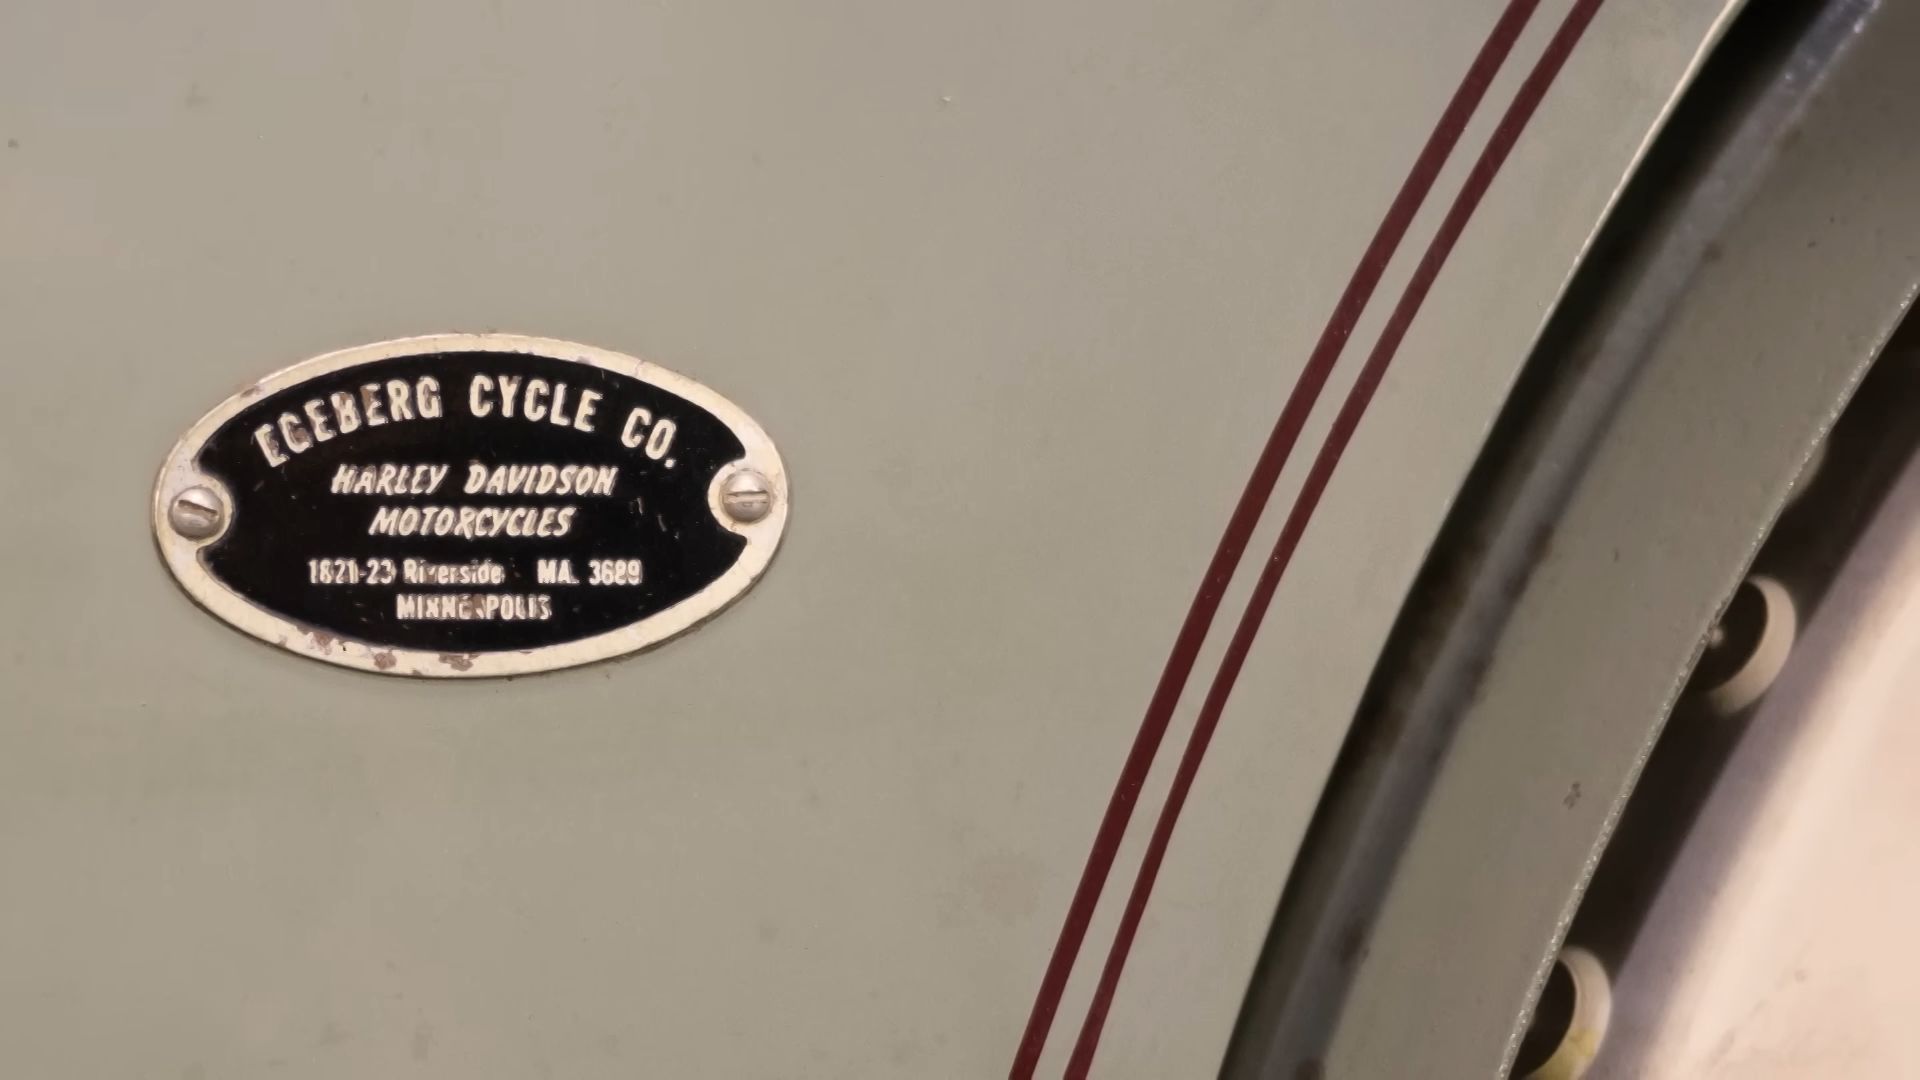 EGEBERG CYCLE CO.
HARLEY DAVIDSON
MOTORCYCLES
1821-23 Riverside MA. 3689
MINNEAPOLIS